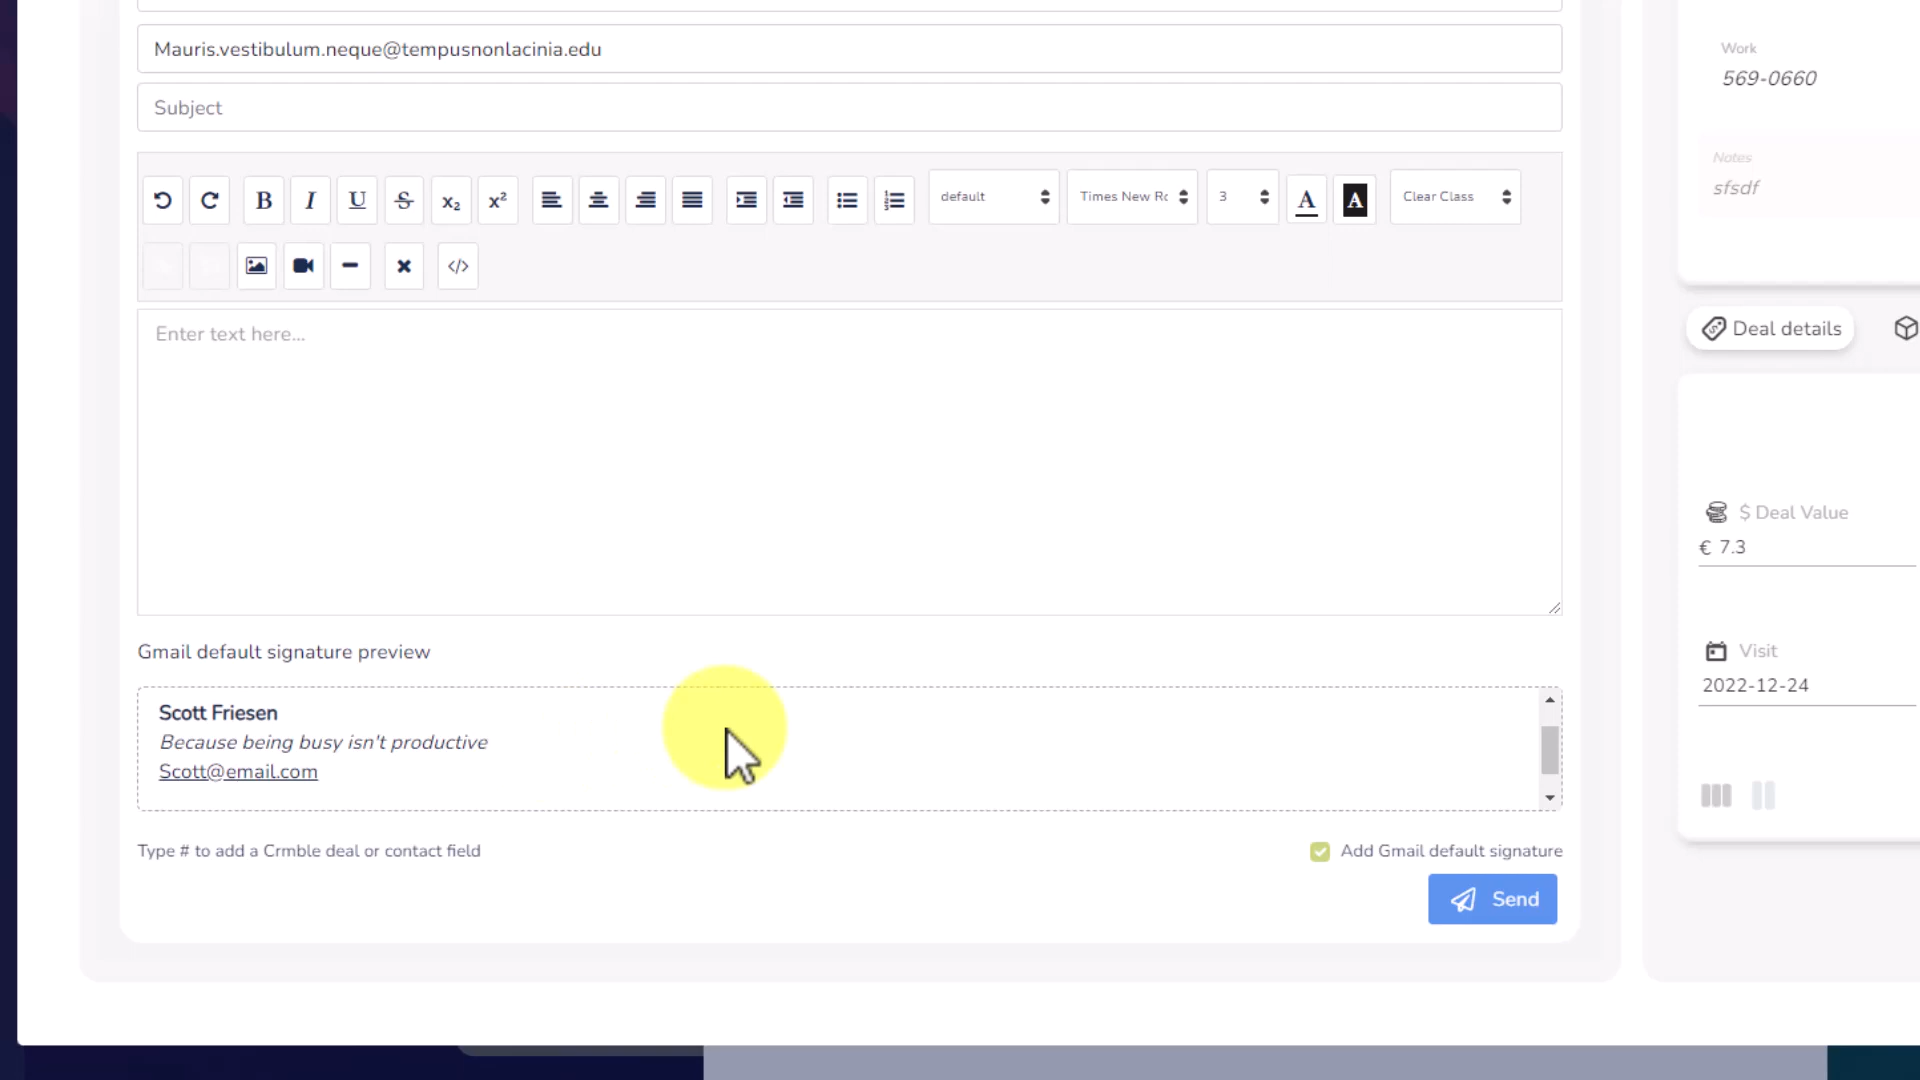 Mauris.vestibulum.neque@tempusnonlacinia.edu
Subject
B I U S x₂ x²
default
Times New Rc
3
A
A
Clear Class
</>
Enter text here...
Gmail default signature preview
Scott Friesen
Because being busy isn't productive
Scott@email.com
Type # to add a Crmble deal or contact field
Add Gmail default signature
Send
Work
569-0660
Notes
sfsdf
Deal details
$ Deal Value
€ 7.3
Visit
2022-12-24